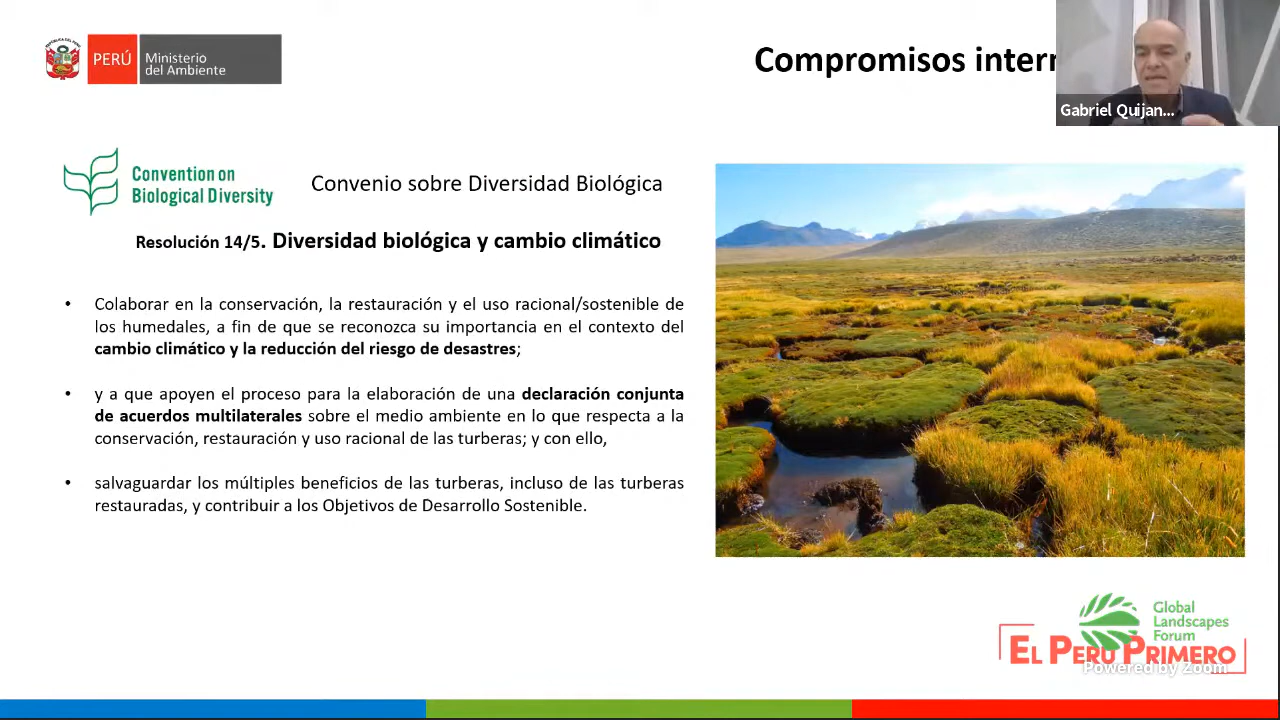 PERÚ
Ministerio
del Ambiente
Compromisos intern
Gabriel Quijan...
Convention on
Biological Diversity
Convenio sobre Diversidad Biológica
Resolución 14/5. Diversidad biológica y cambio climático
• Colaborar en la conservación, la restauración y el uso racional/sostenible de
los humedales, a fin de que se reconozca su importancia en el contexto del
cambio climático y la reducción del riesgo de desastres;
• y a que apoyen el proceso para la elaboración de una declaración conjunta
de acuerdos multilaterales sobre el medio ambiente en lo que respecta a la
conservación, restauración y uso racional de las turberas; y con ello,
• salvaguardar los múltiples beneficios de las turberas, incluso de las turberas
restauradas, y contribuir a los Objetivos de Desarrollo Sostenible.
Global
Landscapes
Forum
EL PERÚ PRIMERO
Powered by Zoom